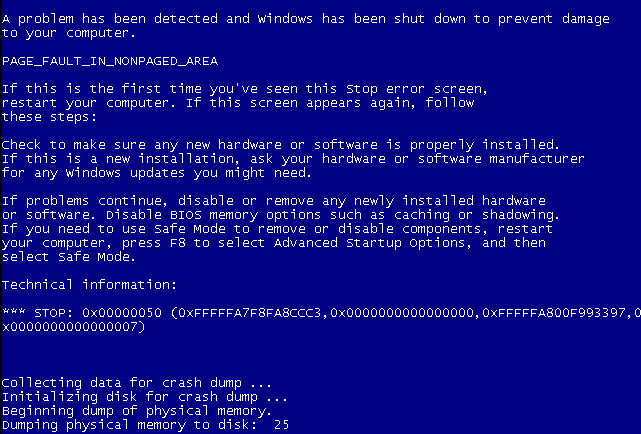 A problem has been detected and Windows has been shut down to prevent damage
to your computer.
PAGE_FAULT_IN_NONPAGED_AREA
If this is the first time you've seen this Stop error screen,
restart your computer. If this screen appears again, follow
these steps:
Check to make sure any new hardware or software is properly installed.
If this is a new installation, ask your hardware or software manufacturer
for any Windows updates you might need.
If problems continue, disable or remove any newly installed hardware
or software. Disable BIOS memory options such as caching or shadowing.
If you need to use Safe Mode to remove or disable components, restart
your computer, press F8 to select Advanced Startup Options, and then
select Safe Mode.
Technical information:
*** STOP: 0x00000050 (0xFFFFFA7F8FA8CCC3,0x0000000000000000,0xFFFFFA800F993397,0
x0000000000000007)
Collecting data for crash dump ...
Initializing disk for crash dump ...
Beginning dump of physical memory.
Dumping physical memory to disk:  25